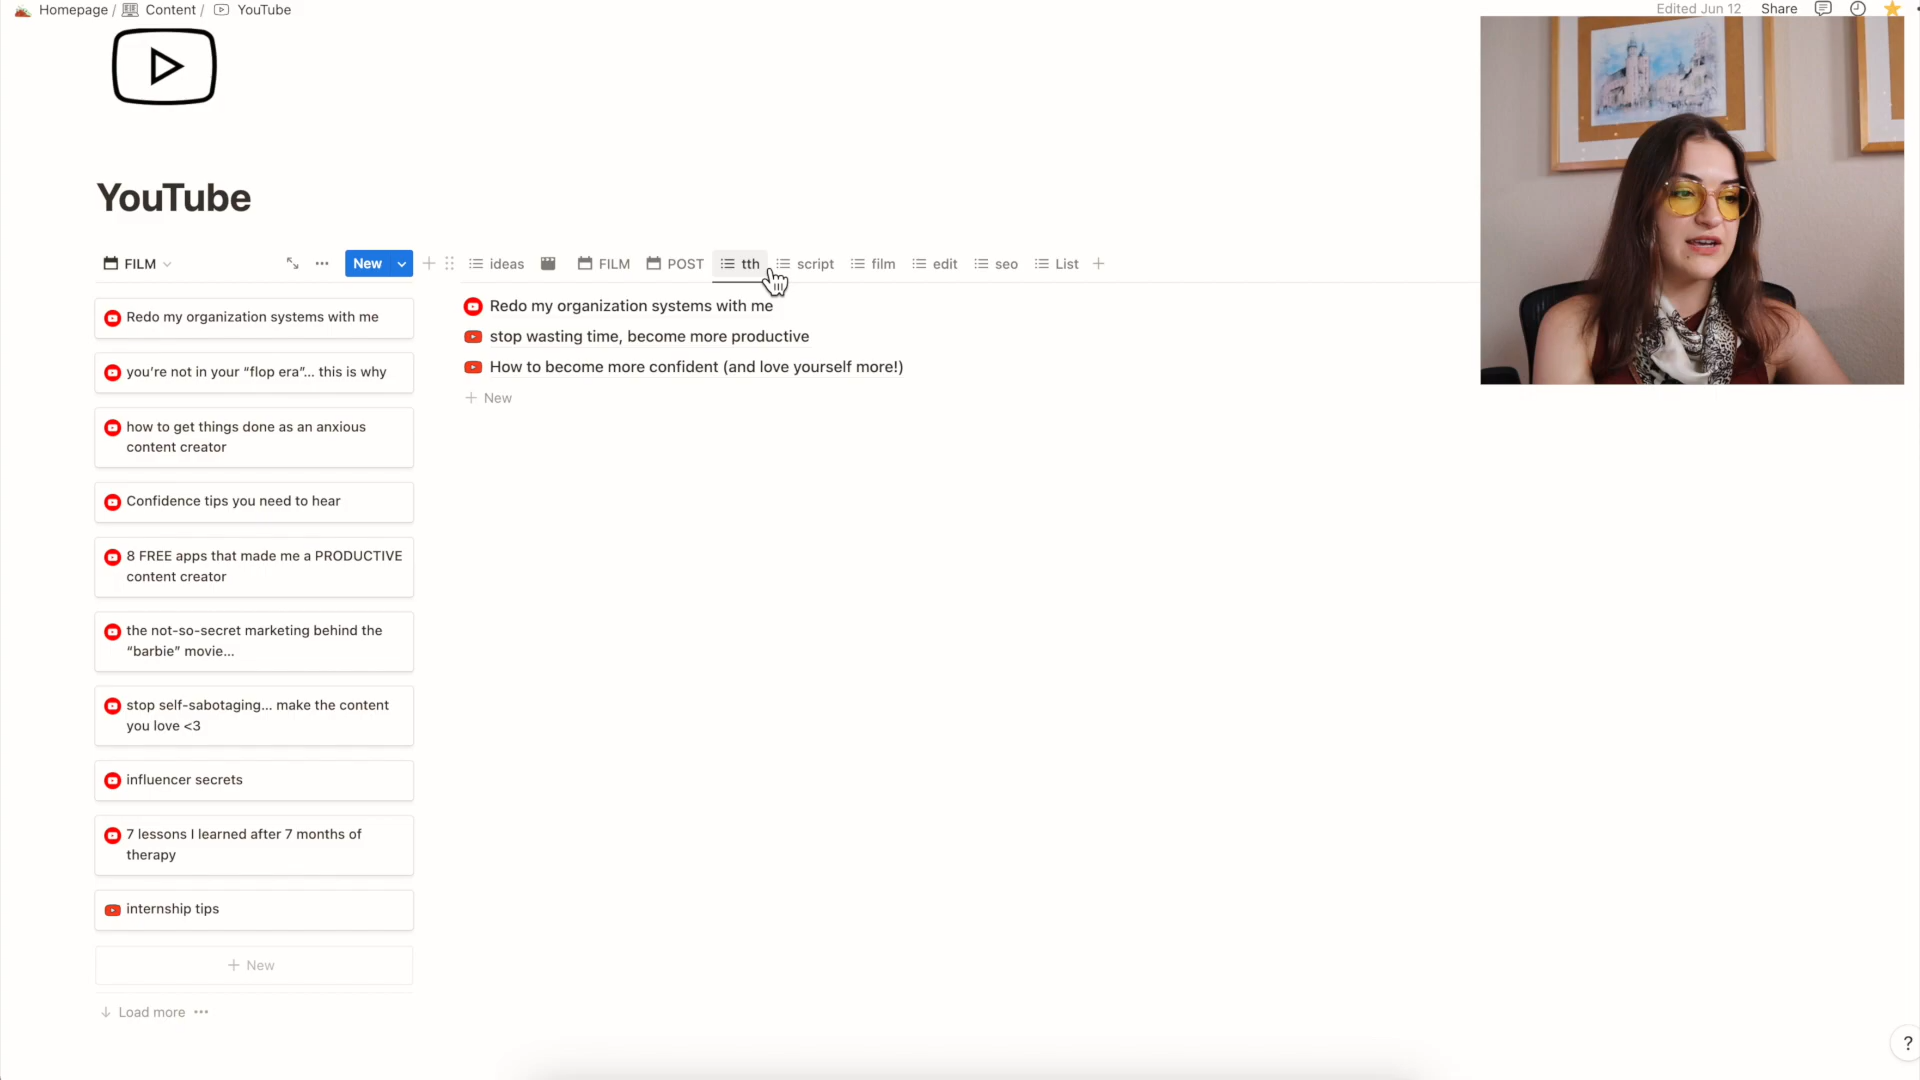 Homepage / Content / YouTube
Edited Jun 12 Share
YouTube
FILM New ideas FILM POST tth script film edit seo List
Redo my organization systems with me
you're not in your “flop era”... this is why
how to get things done as an anxious
content creator
Confidence tips you need to hear
8 FREE apps that made me a PRODUCTIVE
content creator
the not-so-secret marketing behind the
“barbie” movie...
stop self-sabotaging... make the content
you love <3
influencer secrets
7 lessons I learned after 7 months of
therapy
internship tips
+ New
Load more
Redo my organization systems with me
stop wasting time, become more productive
How to become more confident (and love yourself more!)
+ New
?